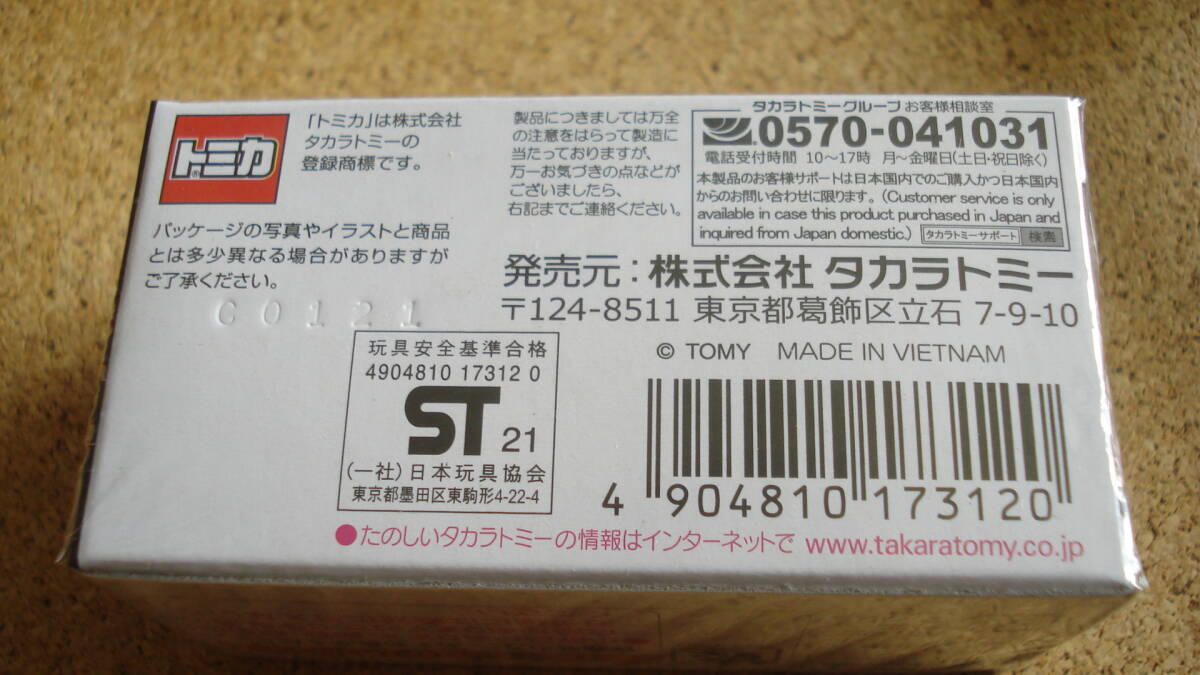 トミカ®
「トミカ」は株式会社
タカラトミーの
登録商標です。
パッケージの写真やイラストと商品
とは多少異なる場合がありますが
ご了承ください。
C0121
製品につきましては万全
の注意をはらって製造に
当たっておりますが、
万一お気づきの点などが
ございましたら、
右記までご連絡ください。
タカラトミーグループ お客様相談室
0570-041031
電話受付時間 10〜17時 月〜金曜日(土日・祝日除く)
本製品のお客様サポートは日本国内でのご購入かつ日本国内
からのお問い合わせに限ります。(Customer service is only
available in case this product purchased in Japan and
inquired from Japan domestic.) タカラトミーサポート 検索
発売元:株式会社 タカラトミー
〒124-8511 東京都葛飾区立石 7-9-10
© TOMY MADE IN VIETNAM
玩具安全基準合格
4904810 17312 0
ST 21
(一社)日本玩具協会
東京都墨田区東駒形4-22-4
4 904810 173120
●たのしいタカラトミーの情報はインターネットで www.takaratomy.co.jp